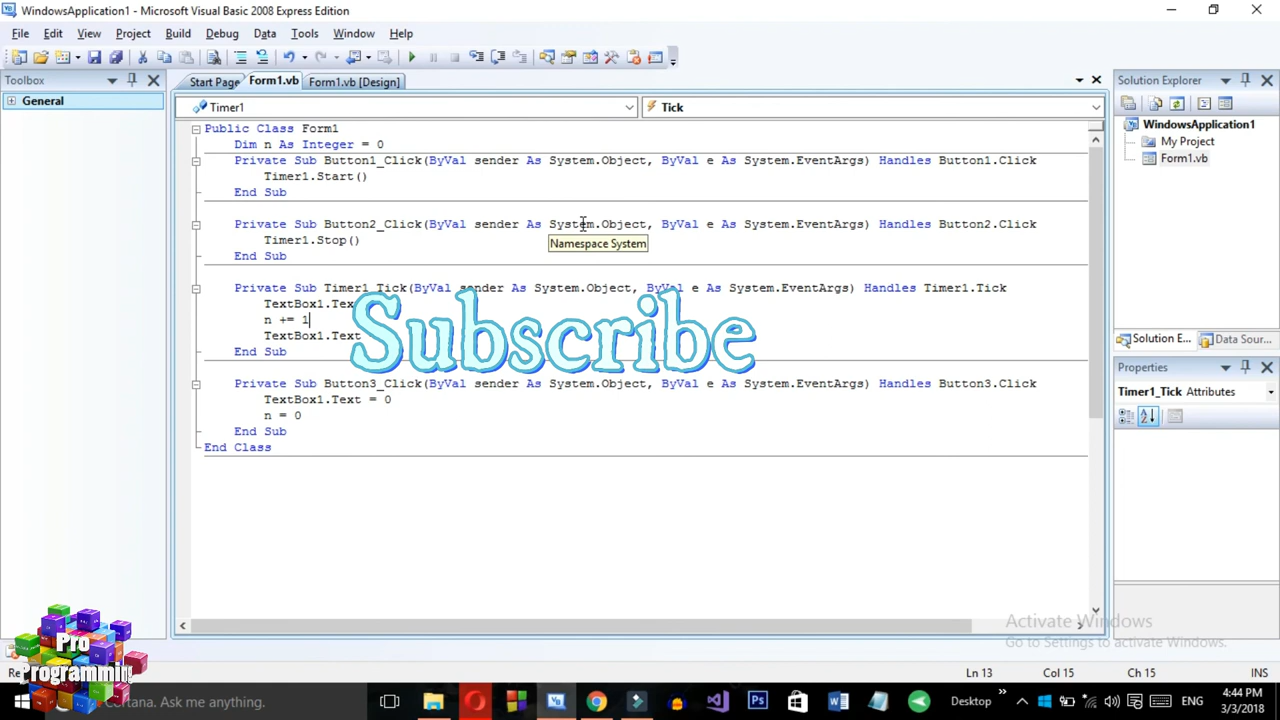 WindowsApplication1 - Microsoft Visual Basic 2008 Express Edition
File Edit View Project Build Debug Data Tools Window Help
Toolbox
General
Start Page Form1.vb Form1.vb [Design]
Timer1 Tick
Public Class Form1
Dim n As Integer = 0
Private Sub Button1_Click(ByVal sender As System.Object, ByVal e As System.EventArgs) Handles Button1.Click
Timer1.Start()
End Sub
Private Sub Button2_Click(ByVal sender As System.Object, ByVal e As System.EventArgs) Handles Button2.Click
Timer1.Stop()
Namespace System
End Sub
Private Sub Timer1_Tick(ByVal sender As System.Object, ByVal e As System.EventArgs) Handles Timer1.Tick
TextBox1.Tex
n += 1
TextBox1.Text
End Sub
Subscribe
Private Sub Button3_Click(ByVal sender As System.Object, ByVal e As System.EventArgs) Handles Button3.Click
TextBox1.Text = 0
n = 0
End Sub
End Class
Solution Explorer
WindowsApplication1
My Project
Form1.vb
Solution E... Data Sour...
Properties
Timer1_Tick Attributes
Activate Windows
Go to Settings to activate Windows.
Pro
Programming
Re
Ln 13 Col 15 Ch 15 INS
Cortana. Ask me anything.
Desktop
ENG
4:44 PM
3/3/2018